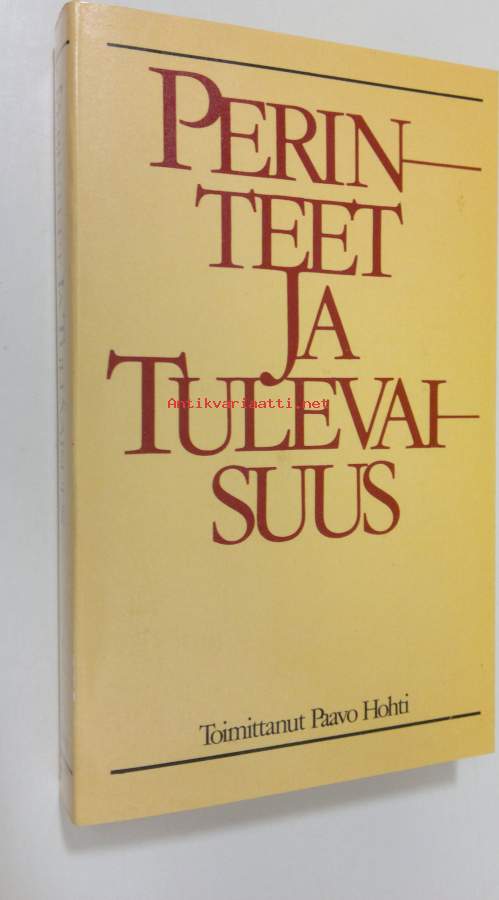 PERIN-
TEET
JA
TULEVAI-
Antikvariaatti.net
SUUS
Toimittanut Paavo Hohti